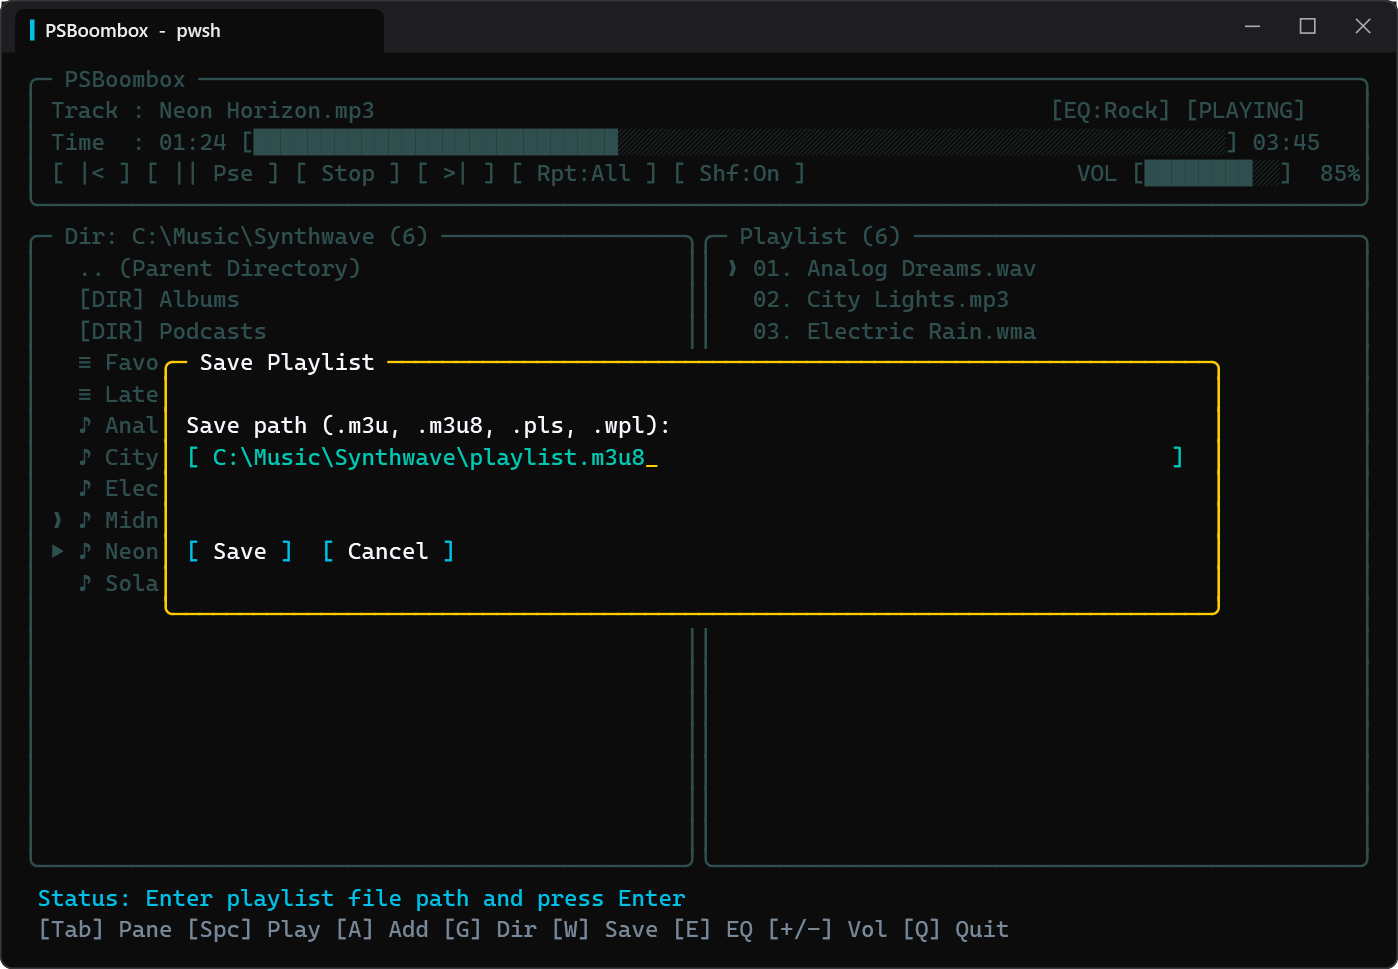 PSBoombox - pwsh
PSBoombox
Track : Neon Horizon.mp3 [EQ:Rock] [PLAYING]
Time : 01:24 [ ] 03:45
[ |< ] [ || Pse ] [ Stop ] [ >| ] [ Rpt:All ] [ Shf:On ] VOL [ ] 85%
Dir: C:\Music\Synthwave (6)
.. (Parent Directory)
[DIR] Albums
[DIR] Podcasts
≡ Favo
≡ Late
♪ Anal
♪ City
♪ Elec
⟫ ♪ Midn
▶ ♪ Neon
♪ Sola
Playlist (6)
⟫ 01. Analog Dreams.wav
02. City Lights.mp3
03. Electric Rain.wma
Save Playlist
Save path (.m3u, .m3u8, .pls, .wpl):
[ C:\Music\Synthwave\playlist.m3u8_ ]
[ Save ] [ Cancel ]
Status: Enter playlist file path and press Enter
[Tab] Pane [Spc] Play [A] Add [G] Dir [W] Save [E] EQ [+/-] Vol [Q] Quit